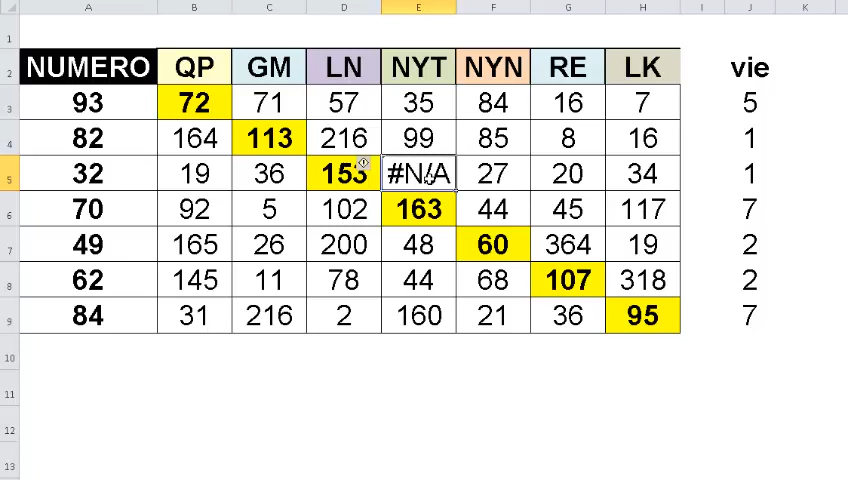 A B C D E F G H I J K
1
2 NUMERO QP GM LN NYT NYN RE LK vie
3 93 72 71 57 35 84 16 7 5
4 82 164 113 216 99 85 8 16 1
5 32 19 36 153 #N/A 27 20 34 1
6 70 92 5 102 163 44 45 117 7
7 49 165 26 200 48 60 364 19 2
8 62 145 11 78 44 68 107 318 2
9 84 31 216 2 160 21 36 95 7
10
11
12
13